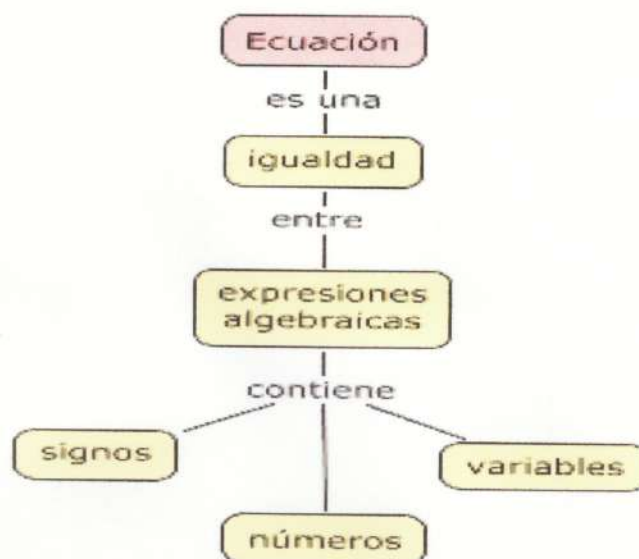 Ecuación
es una
igualdad
entre
expresiones
algebraicas
contiene
signos
variables
números